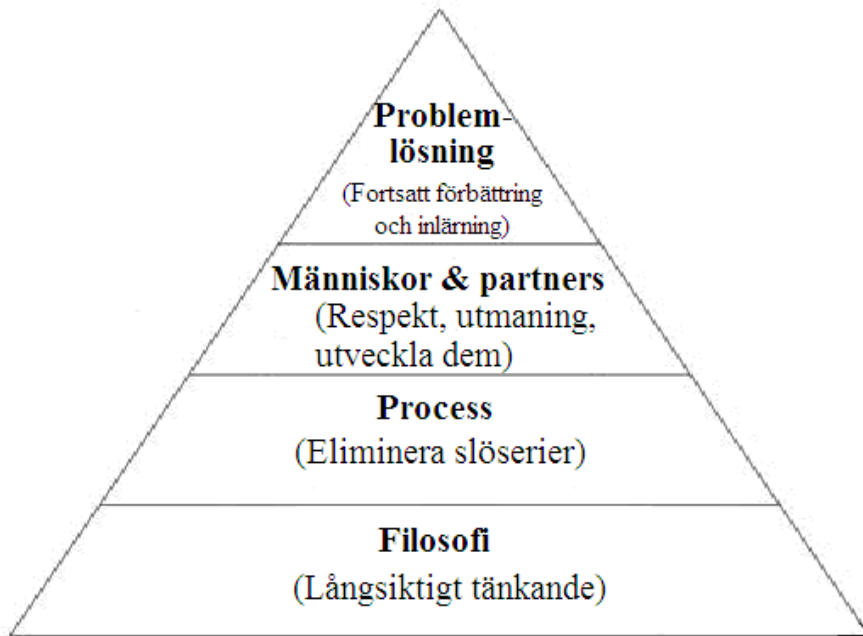 Problem-
lösning
(Fortsatt förbättring
och inlärning)
Människor & partners
(Respekt, utmaning,
utveckla dem)
Process
(Eliminera slöserier)
Filosofi
(Långsiktigt tänkande)